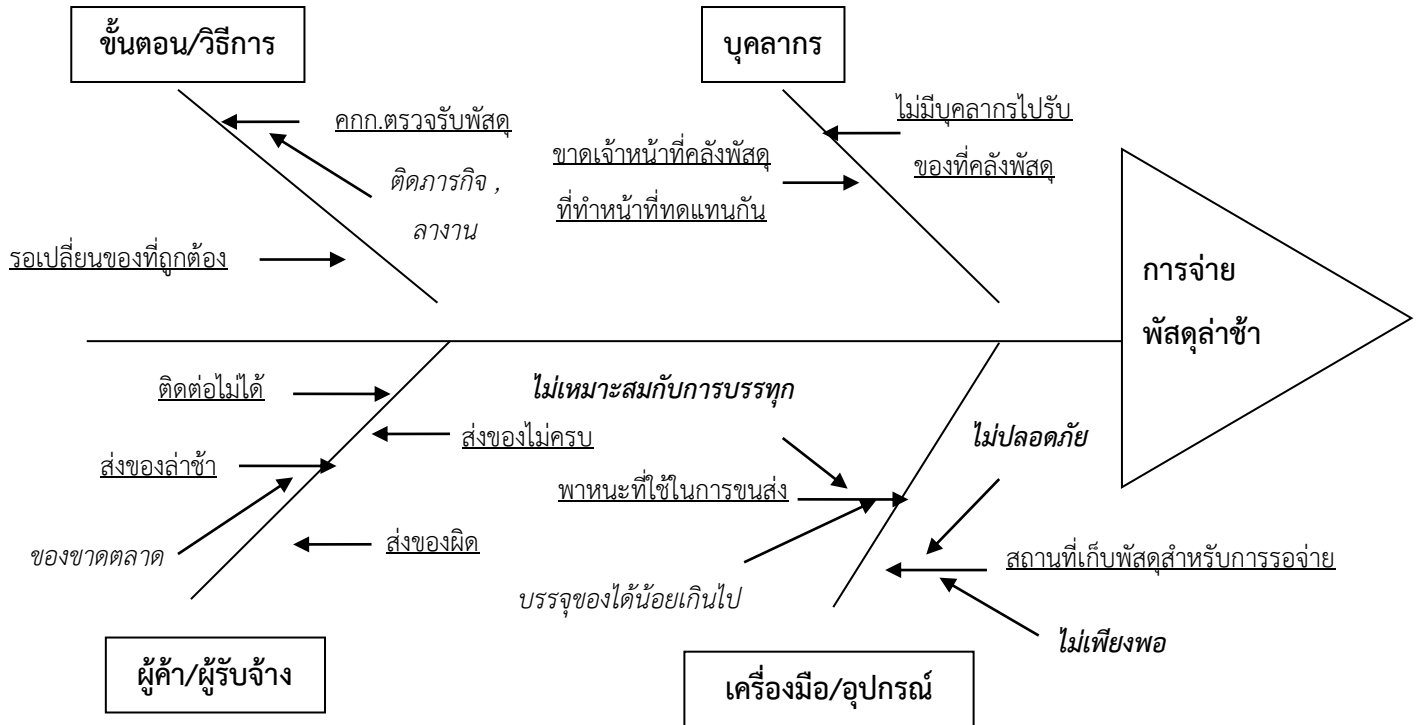 ขั้นตอน/วิธีการ
บุคลากร
คกก.ตรวจรับพัสดุ
ติดภารกิจ ,
ลางาน
รอเปลี่ยนของที่ถูกต้อง
ไม่มีบุคลากรไปรับ
ของที่คลังพัสดุ
ขาดเจ้าหน้าที่คลังพัสดุ
ที่ทำหน้าที่ทดแทนกัน
การจ่าย
พัสดุล่าช้า
ติดต่อไม่ได้
ส่งของไม่ครบ
ส่งของล่าช้า
ของขาดตลาด
ส่งของผิด
ไม่เหมาะสมกับการบรรทุก
พาหนะที่ใช้ในการขนส่ง
บรรจุของได้น้อยเกินไป
ไม่ปลอดภัย
สถานที่เก็บพัสดุสำหรับการรอจ่าย
ไม่เพียงพอ
ผู้ค้า/ผู้รับจ้าง
เครื่องมือ/อุปกรณ์